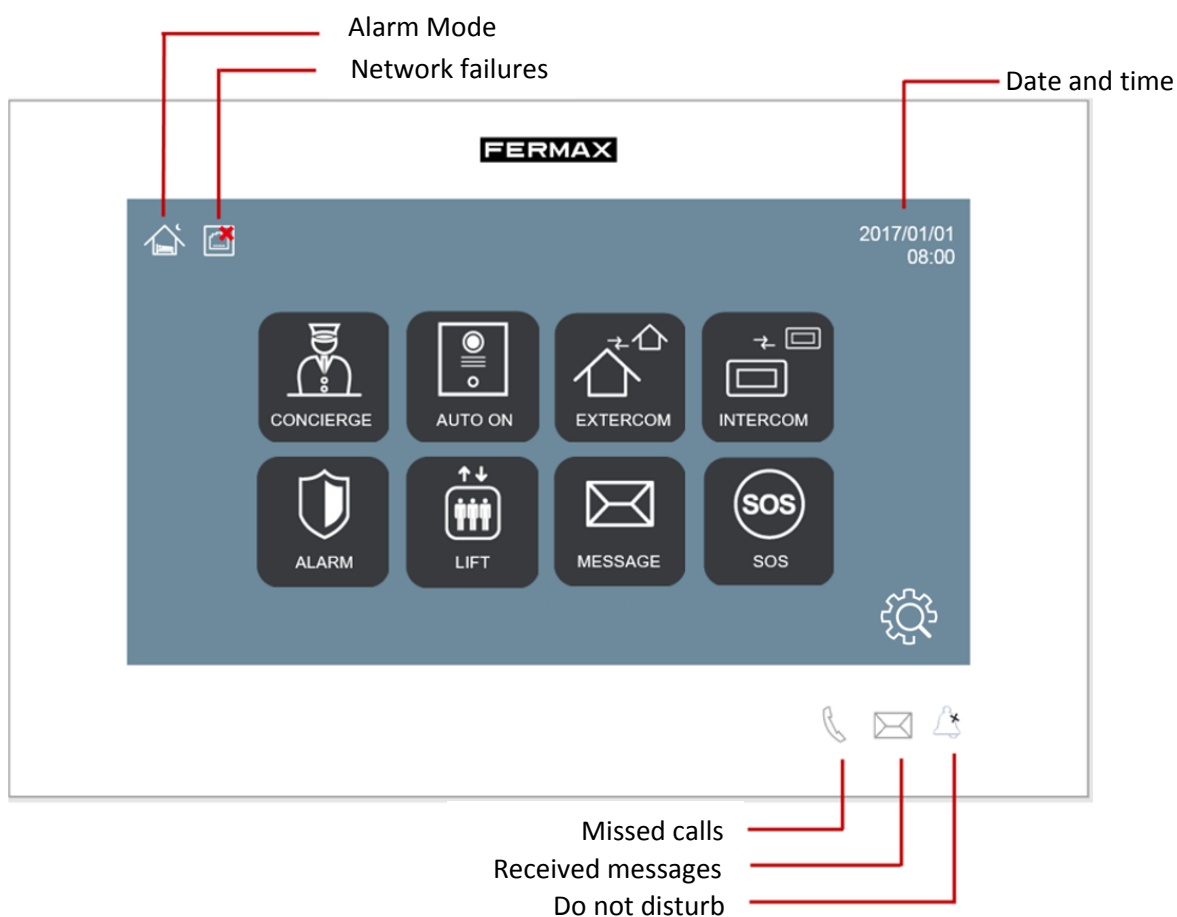 Alarm Mode
Network failures
Date and time
FERMAX
2017/01/01
08:00
CONCIERGE
AUTO ON
EXTERCOM
INTERCOM
ALARM
LIFT
MESSAGE
SOS
SOS
Missed calls
Received messages
Do not disturb